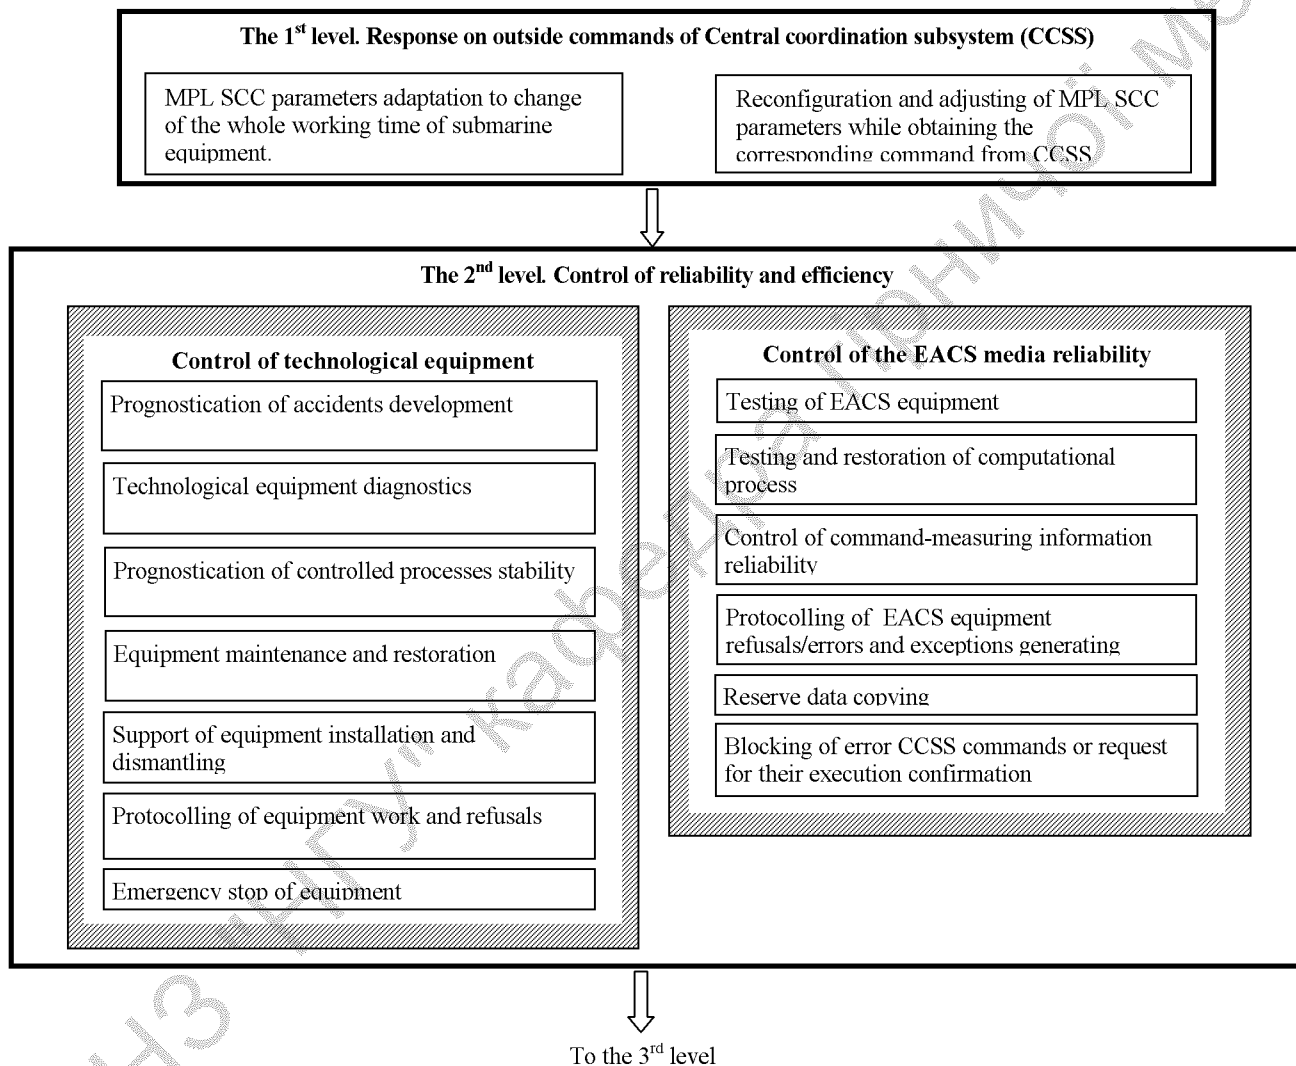 The 1st level. Response on outside commands of Central coordination subsystem (CCSS)
MPL SCC parameters adaptation to change
of the whole working time of submarine
equipment.
Reconfiguration and adjusting of MPL SCC
parameters while obtaining the
corresponding command from CCSS
The 2nd level. Control of reliability and efficiency
Control of technological equipment
Prognostication of accidents development
Technological equipment diagnostics
Prognostication of controlled processes stability
Equipment maintenance and restoration
Support of equipment installation and
dismantling
Protocolling of equipment work and refusals
Emergency stop of equipment
Control of the EACS media reliability
Testing of EACS equipment
Testing and restoration of computational
process
Control of command-measuring information
reliability
Protocolling of EACS equipment
refusals/errors and exceptions generating
Reserve data copying
Blocking of error CCSS commands or request
for their execution confirmation
To the 3rd level
НЗ "НГУ" кафедра гірничої ме